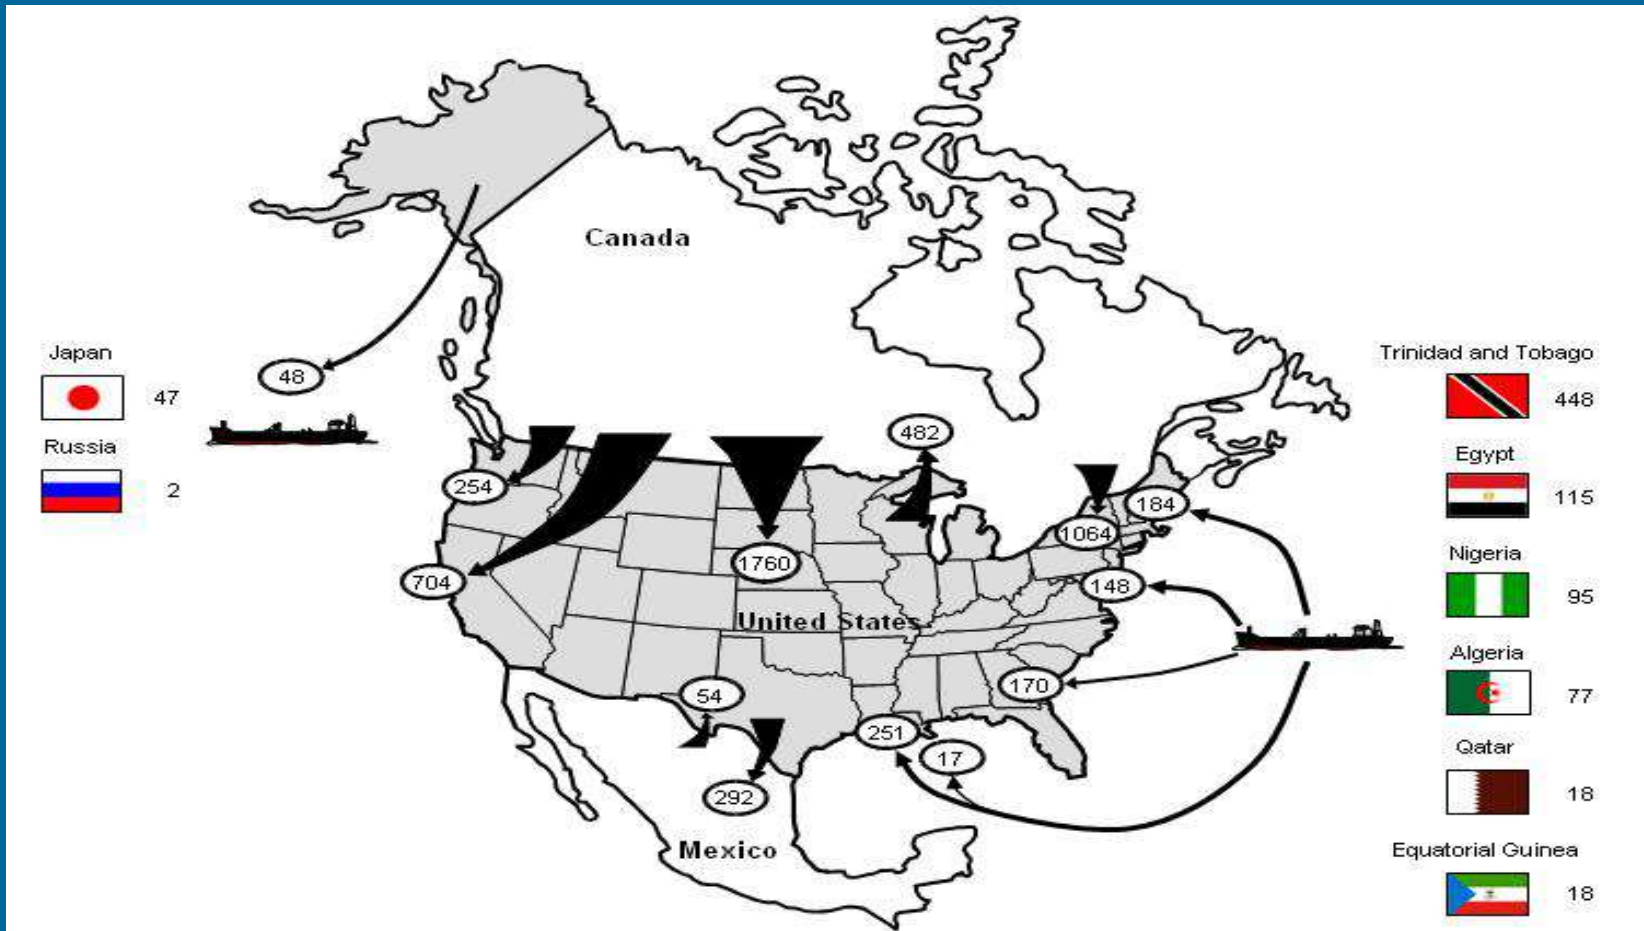 Canada
Japan
47
Russia
2
48
482
254
184
1064
1760
704
148
United States
54
170
251
17
292
Mexico
Trinidad and Tobago
448
Egypt
115
Nigeria
95
Algeria
77
Qatar
18
Equatorial Guinea
18